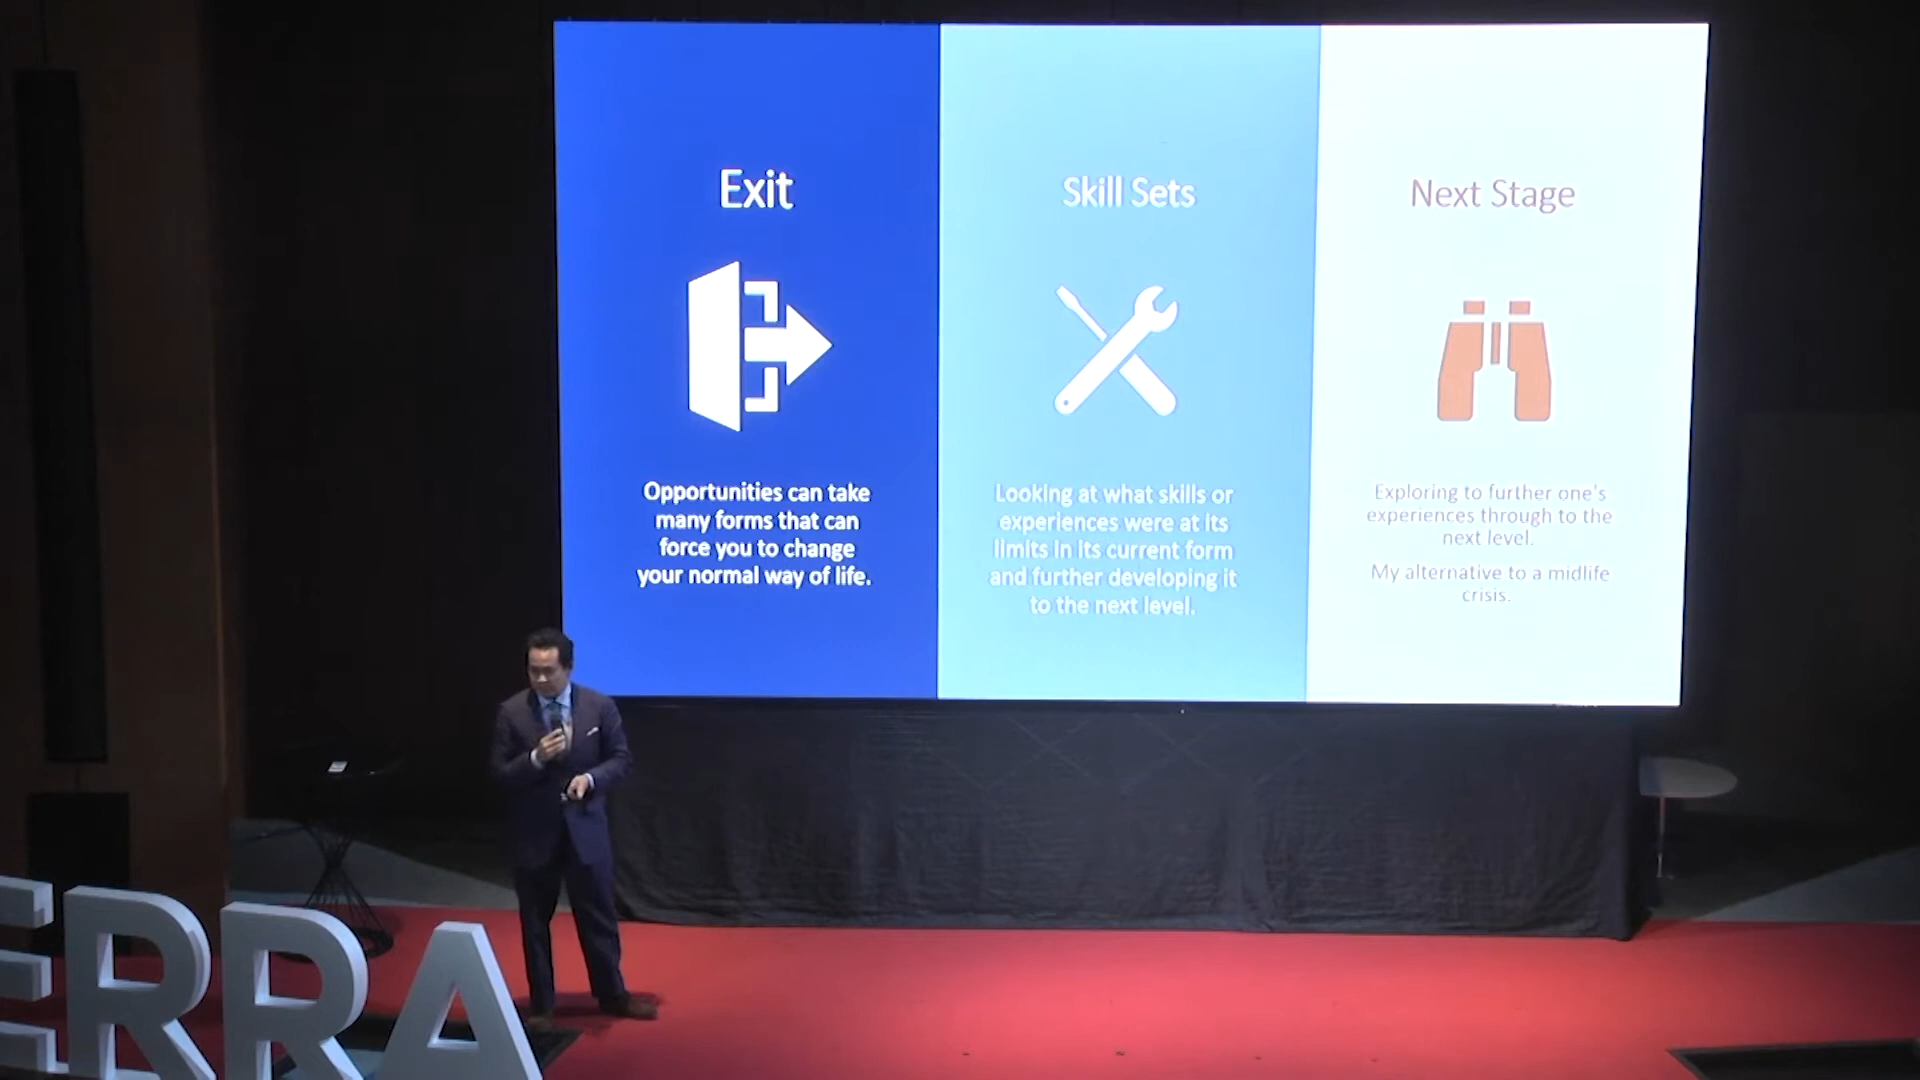 Exit
Opportunities can take
many forms that can
force you to change
your normal way of life.
Skill Sets
Looking at what skills or
experiences were at its
limits in its current form
and further developing it
to the next level.
Next Stage
Exploring to further one's
experiences through to the
next level.
My alternative to a midlife
crisis.
ERRA